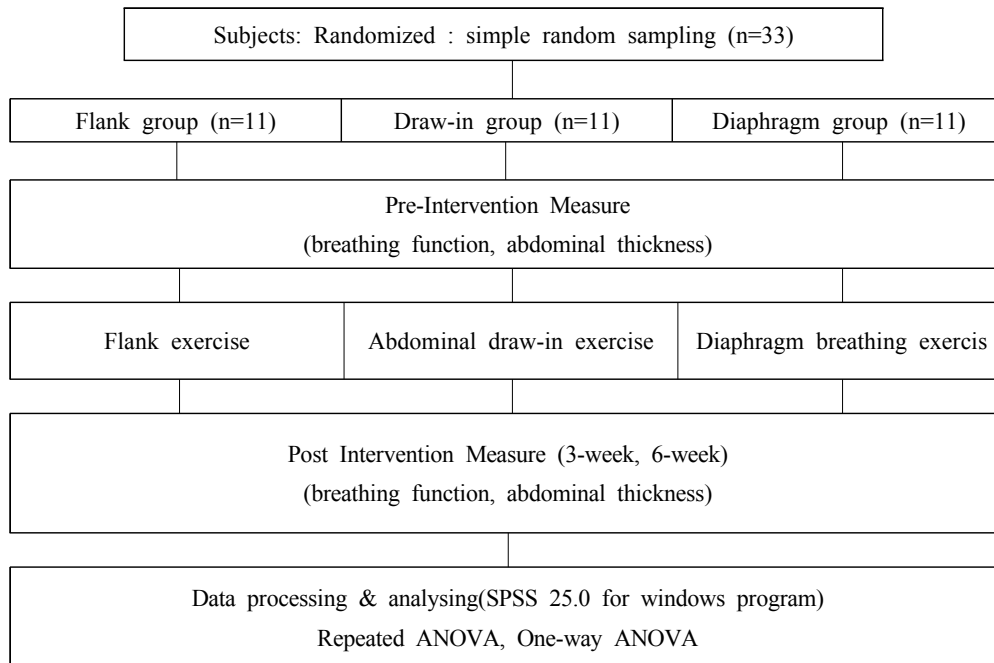 Subjects: Randomized : simple random sampling (n=33)
Flank group (n=11) Draw-in group (n=11) Diaphragm group (n=11)
Pre-Intervention Measure
(breathing function, abdominal thickness)
Flank exercise Abdominal draw-in exercise Diaphragm breathing exercis
Post Intervention Measure (3-week, 6-week)
(breathing function, abdominal thickness)
Data processing & analysing(SPSS 25.0 for windows program)
Repeated ANOVA, One-way ANOVA